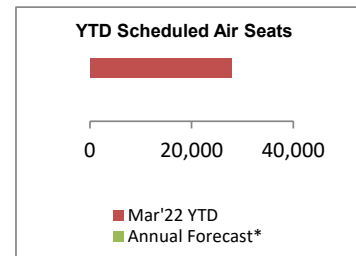 YTD Scheduled Air Seats
0 20,000 40,000
Mar'22 YTD
Annual Forecast*